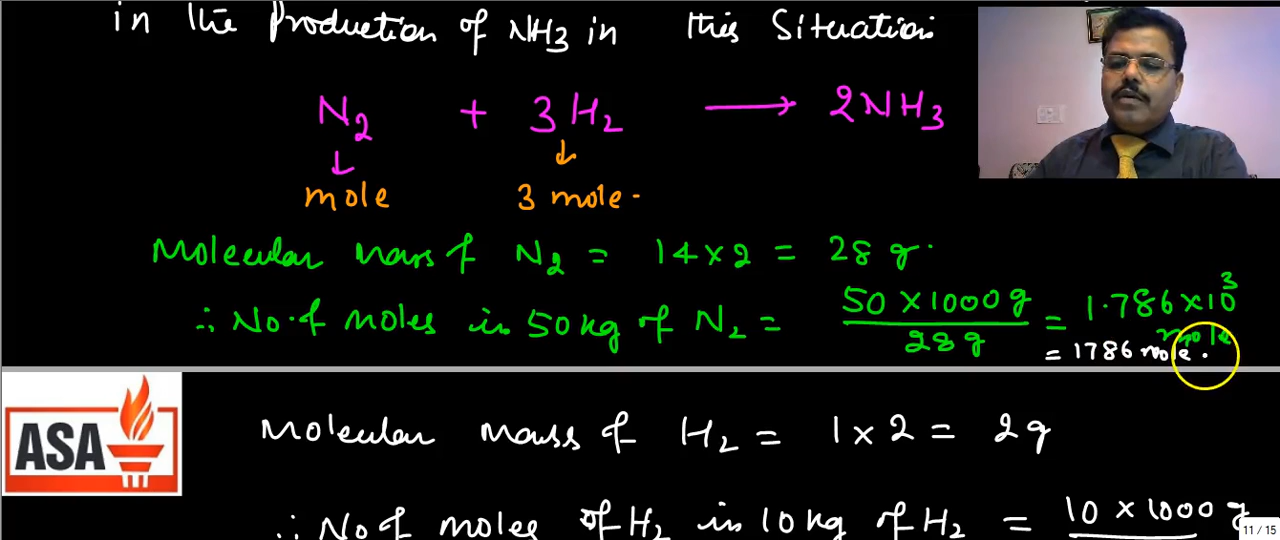 in the Production of NH3 in this Situation
N2 + 3H2 → 2NH3
↓ ↓
mole 3 mole
Molecular mass of N2 = 14 × 2 = 28 g.
∴ No. of moles in 50 kg of N2 = 50 × 1000 g / 28 g = 1.786 × 10³ mole
= 1786 mole.
ASA
Molecular mass of H2 = 1 × 2 = 2g
∴ No of moles of H2 in 10 kg of H2 = 10 × 1000 g
11 / 15